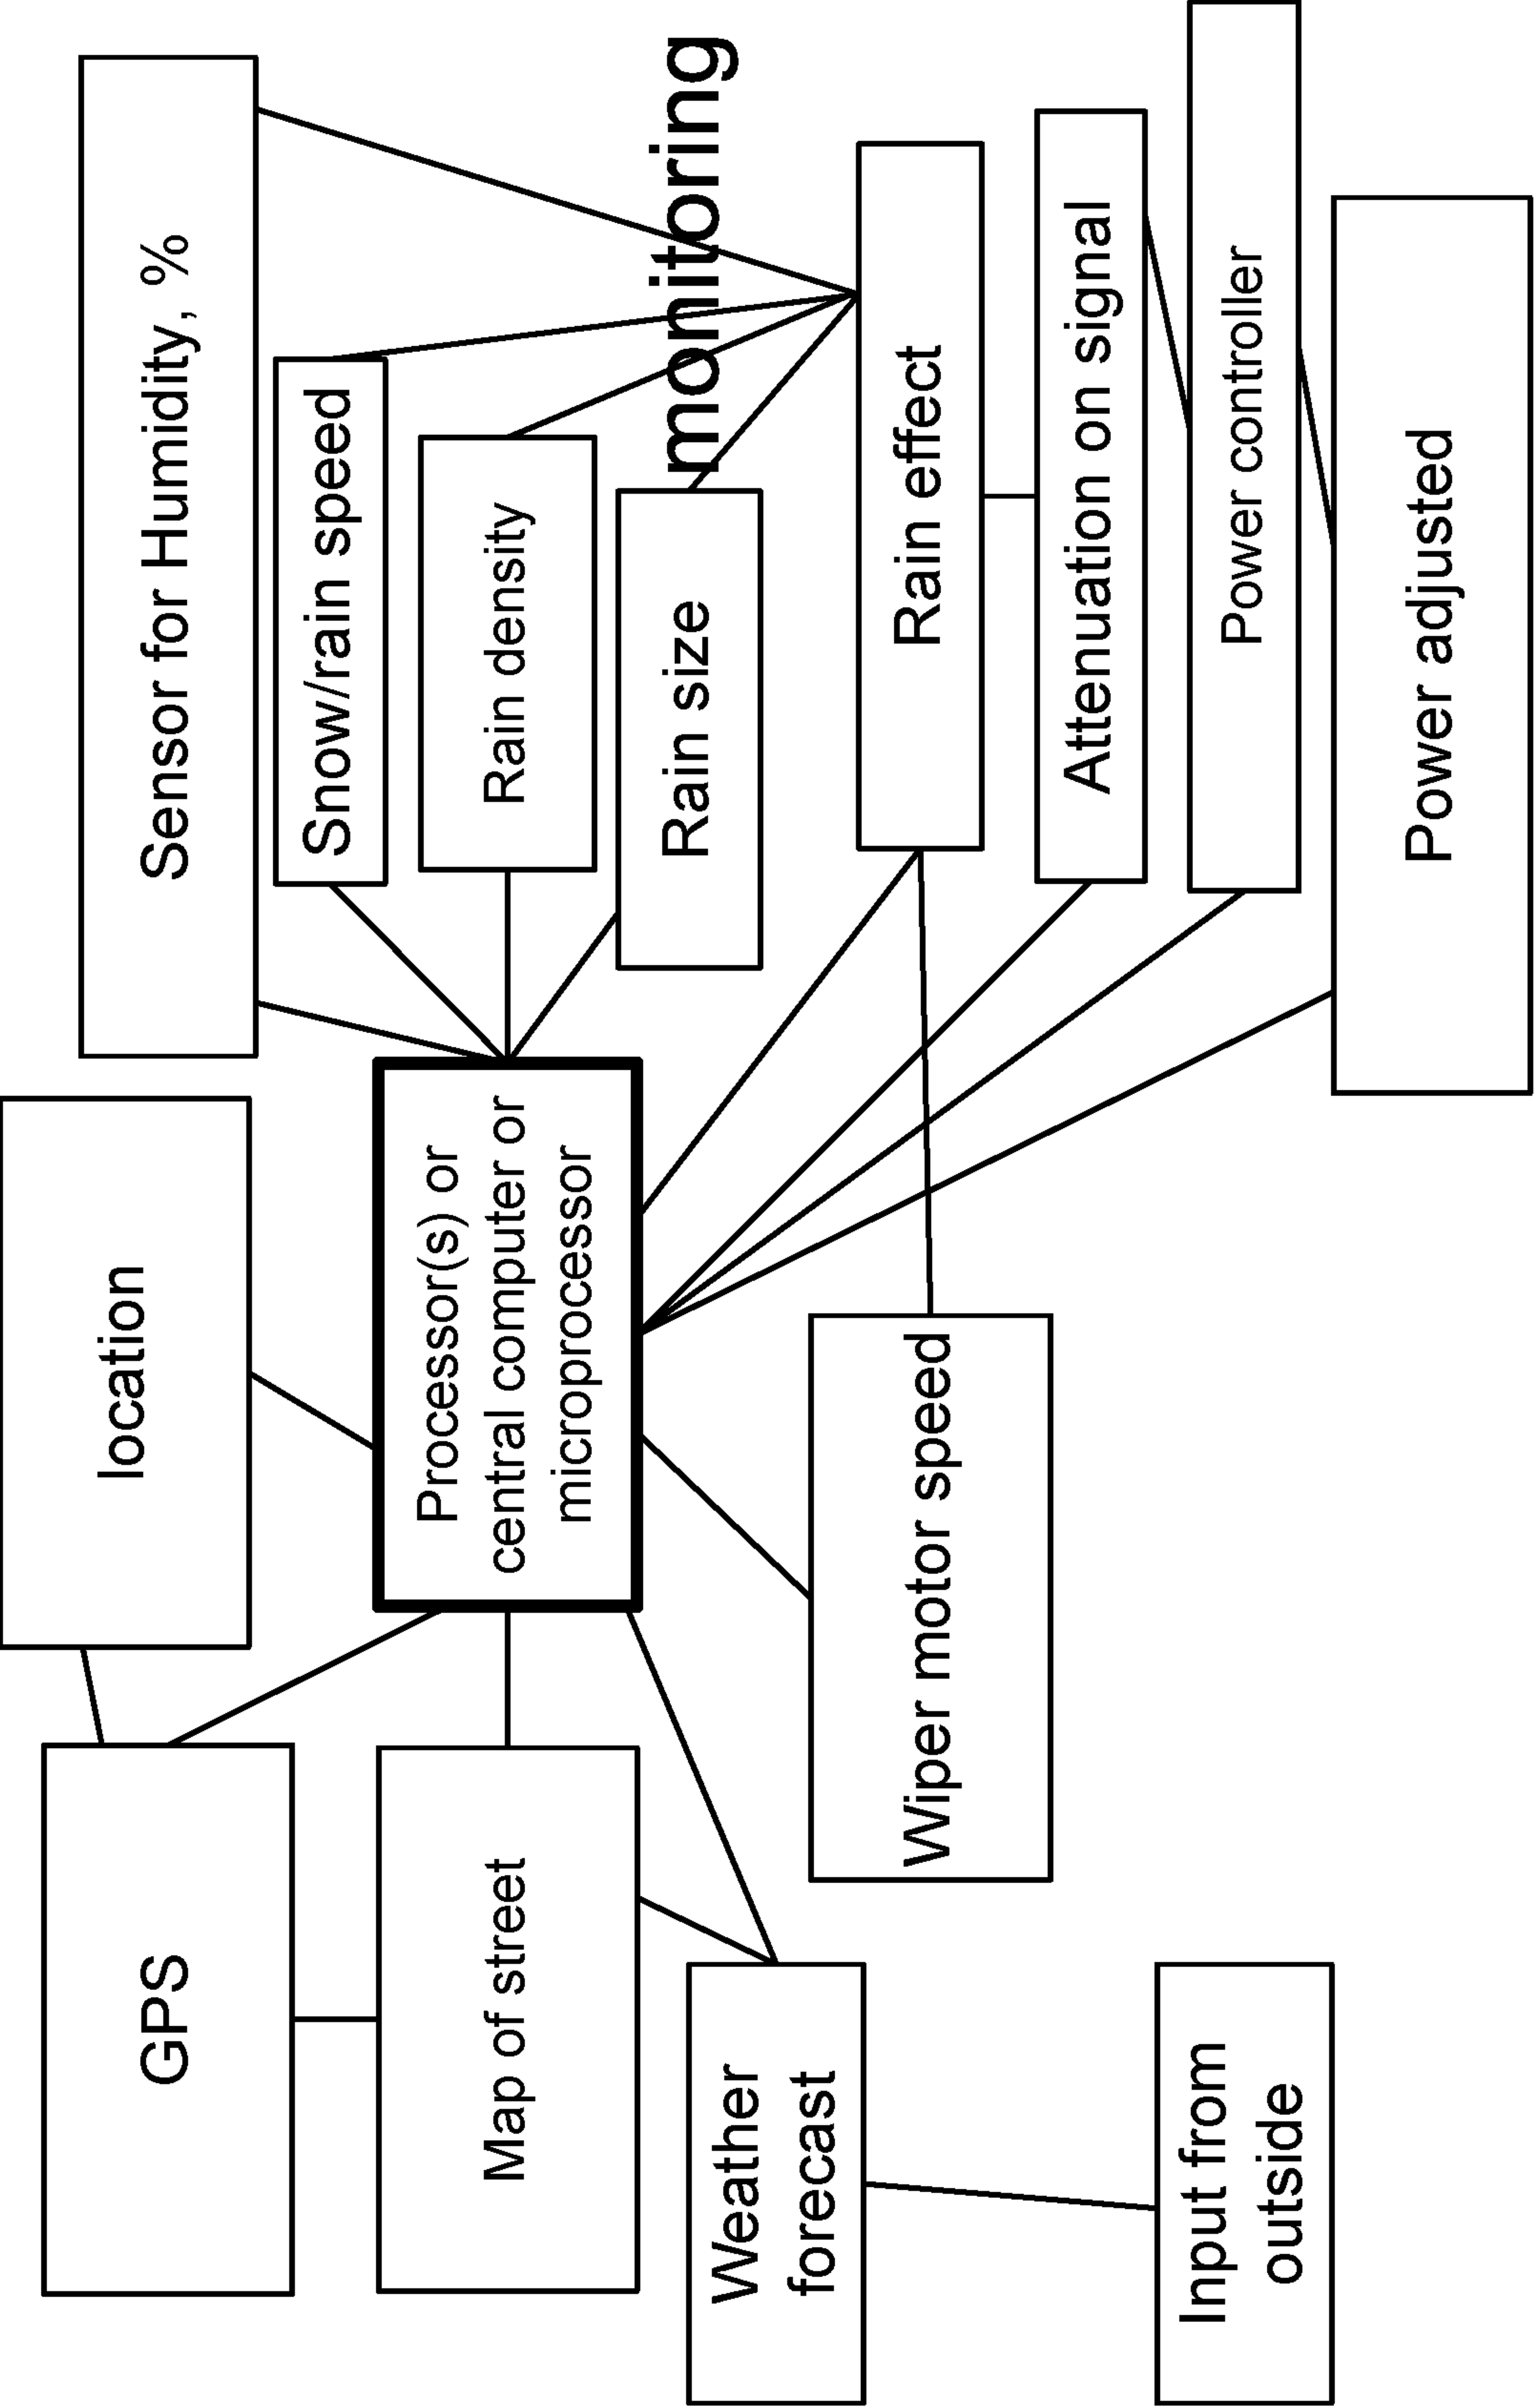 GPS
location
Sensor for Humidity, %
Snow/rain speed
Map of street
Processor(s) or
central computer or
microprocessor
Rain density
Rain size
monitoring
Weather
forecast
Wiper motor speed
Rain effect
Attenuation on signal
Input from
outside
Power controller
Power adjusted